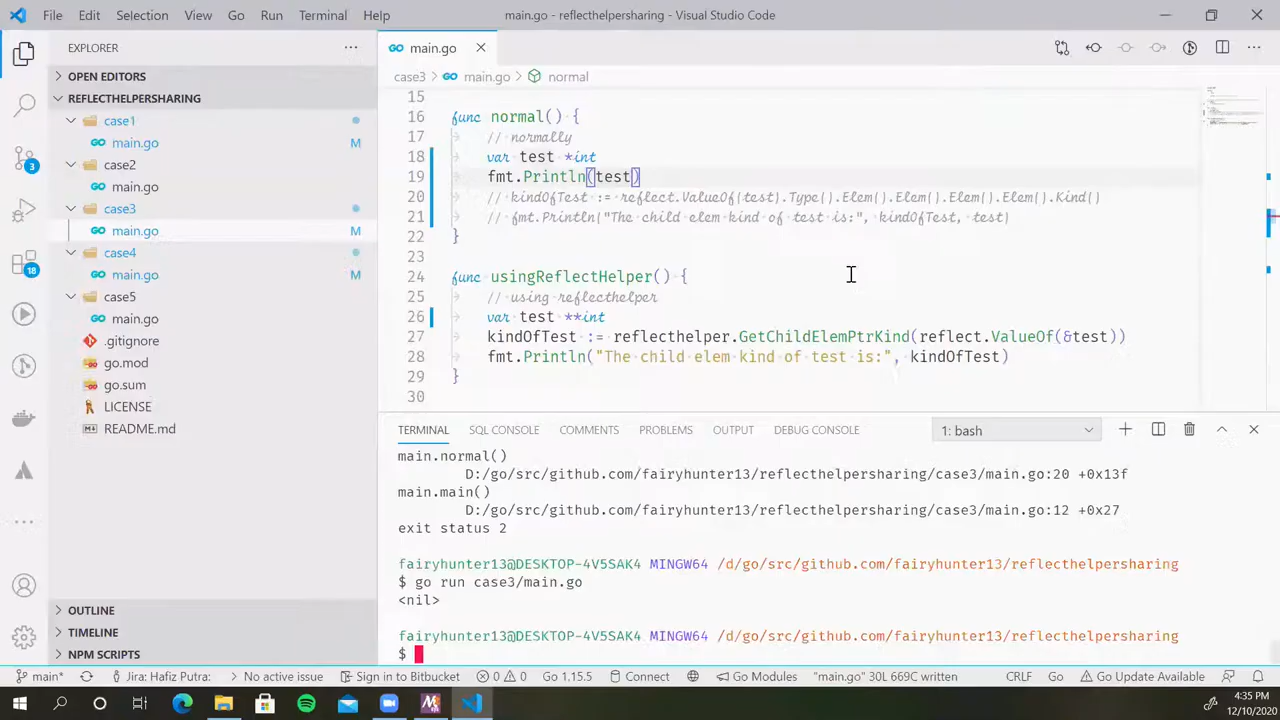 File Edit Selection View Go Run Terminal Help
main.go - reflecthelpersharing - Visual Studio Code
EXPLORER
OPEN EDITORS
REFLECTHELPERSHARING
case1
main.go M
case2
main.go
case3
main.go M
case4
main.go M
case5
main.go
.gitignore
go.mod
go.sum
LICENSE
README.md
OUTLINE
TIMELINE
NPM SCRIPTS
3
18
main.go
case3 > main.go > normal
15
16 func normal() {
17 // normally
18 var test *int
19 fmt.Println(test)
20 // kindOfTest := reflect.ValueOf(test).Type().Elem().Elem().Elem().Elem().Kind()
21 // fmt.Println("The child elem kind of test is:", kindOfTest, test)
22 }
23
24 func usingReflectHelper() {
25 // using reflecthelper
26 var test **int
27 kindOfTest := reflecthelper.GetChildElemPtrKind(reflect.ValueOf(&test))
28 fmt.Println("The child elem kind of test is:", kindOfTest)
29 }
30
TERMINAL SQL CONSOLE COMMENTS PROBLEMS OUTPUT DEBUG CONSOLE 1: bash
main.normal()
D:/go/src/github.com/fairyhunter13/reflecthelpersharing/case3/main.go:20 +0x13f
main.main()
D:/go/src/github.com/fairyhunter13/reflecthelpersharing/case3/main.go:12 +0x27
exit status 2
fairyhunter13@DESKTOP-4V5SAK4 MINGW64 /d/go/src/github.com/fairyhunter13/reflecthelpersharing
$ go run case3/main.go
<nil>
fairyhunter13@DESKTOP-4V5SAK4 MINGW64 /d/go/src/github.com/fairyhunter13/reflecthelpersharing
$
main* Jira: Hafiz Putra: No active issue Sign in to Bitbucket 0 0 Go 1.15.5 Connect Go Modules "main.go" 30L 669C written CRLF Go Go Update Available
4:35 PM
12/10/2020